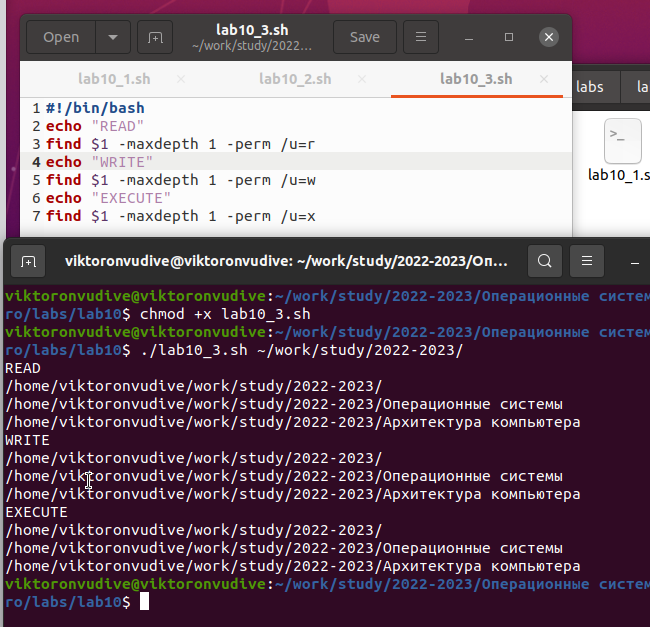 Open
lab10_3.sh
~/work/study/2022...
Save
lab10_1.sh
lab10_2.sh
lab10_3.sh
1 #!/bin/bash
2 echo "READ"
3 find $1 -maxdepth 1 -perm /u=r
4 echo "WRITE"
5 find $1 -maxdepth 1 -perm /u=w
6 echo "EXECUTE"
7 find $1 -maxdepth 1 -perm /u=x
labs
la
>_
lab10_1.s
viktoronvudive@viktoronvudive: ~/work/study/2022-2023/Оп...
viktoronvudive@viktoronvudive:~/work/study/2022-2023/Операционные систем
ro/labs/lab10$ chmod +x lab10_3.sh
viktoronvudive@viktoronvudive:~/work/study/2022-2023/Операционные систем
ro/labs/lab10$ ./lab10_3.sh ~/work/study/2022-2023/
READ
/home/viktoronvudive/work/study/2022-2023/
/home/viktoronvudive/work/study/2022-2023/Операционные системы
/home/viktoronvudive/work/study/2022-2023/Архитектура компьютера
WRITE
/home/viktoronvudive/work/study/2022-2023/
/home/viktoronvudive/work/study/2022-2023/Операционные системы
/home/viktoronvudive/work/study/2022-2023/Архитектура компьютера
EXECUTE
/home/viktoronvudive/work/study/2022-2023/
/home/viktoronvudive/work/study/2022-2023/Операционные системы
/home/viktoronvudive/work/study/2022-2023/Архитектура компьютера
viktoronvudive@viktoronvudive:~/work/study/2022-2023/Операционные систем
ro/labs/lab10$